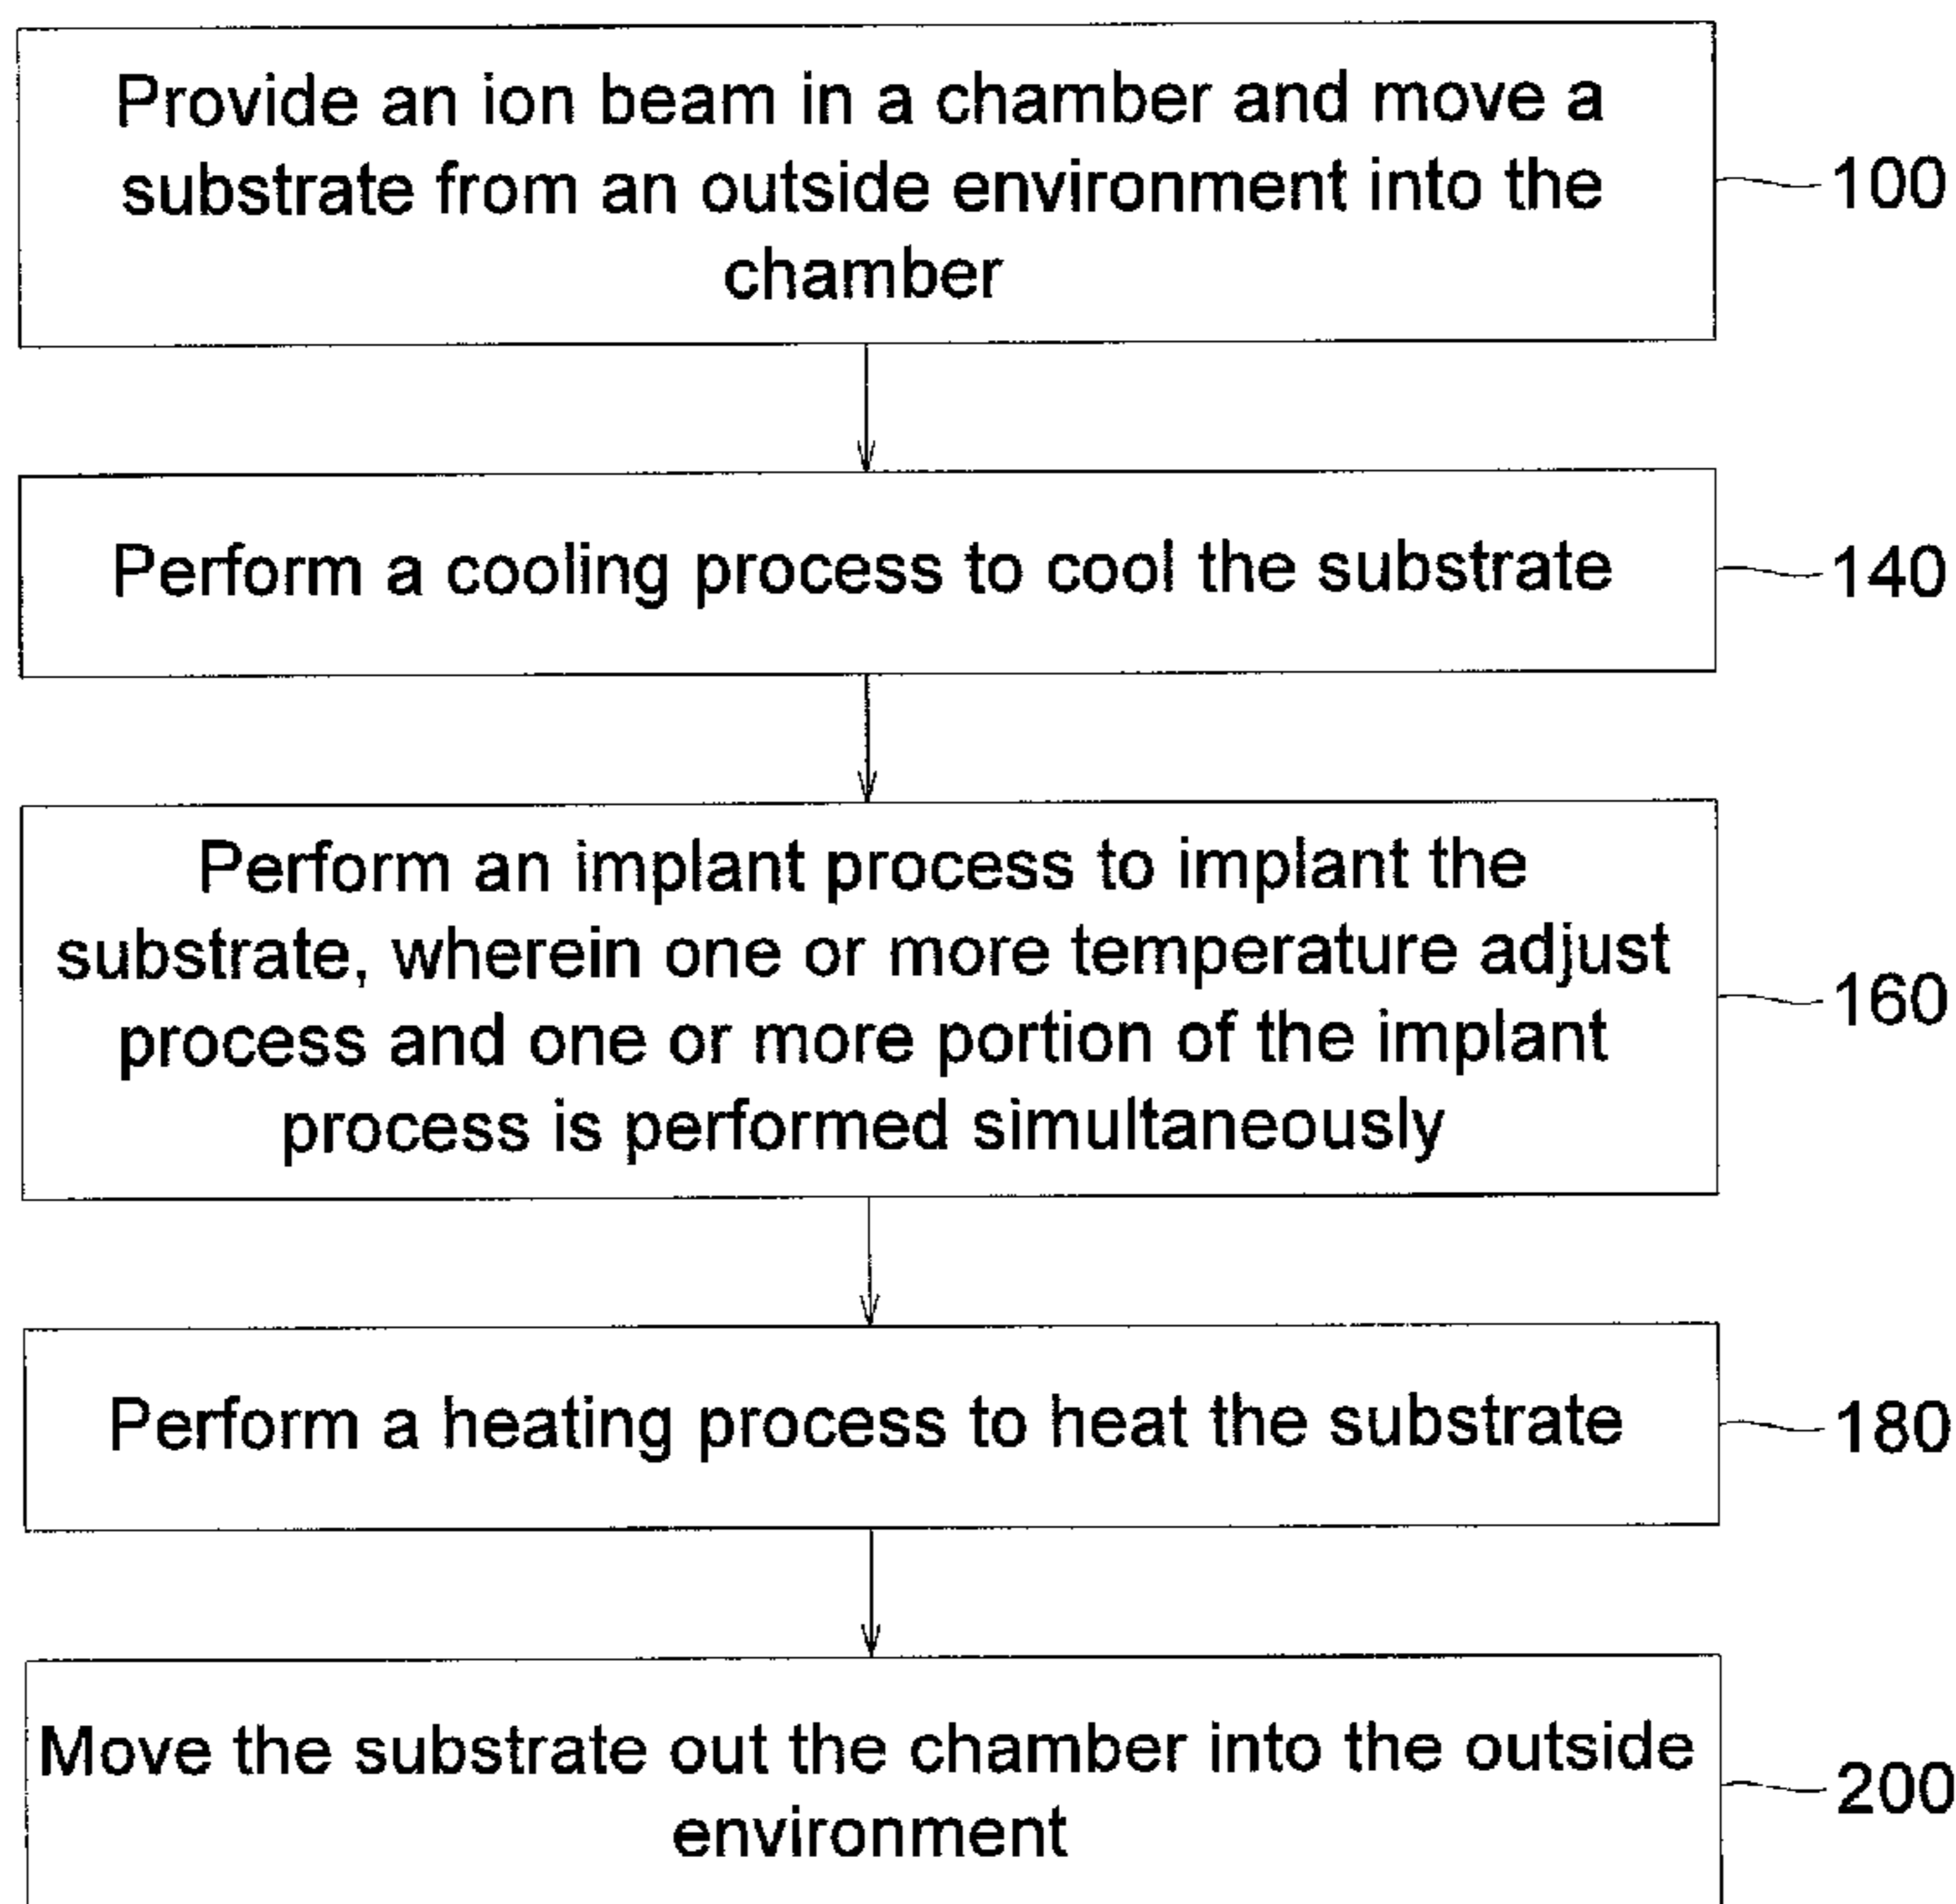 Provide an ion beam in a chamber and move a
substrate from an outside environment into the
chamber
100
Perform a cooling process to cool the substrate
140
Perform an implant process to implant the
substrate, wherein one or more temperature adjust
process and one or more portion of the implant
process is performed simultaneously
160
Perform a heating process to heat the substrate
180
Move the substrate out the chamber into the outside
environment
200